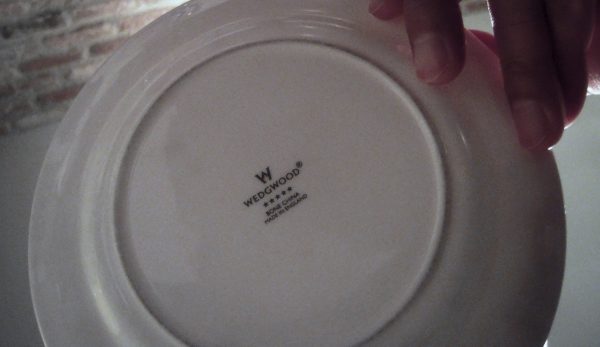 W
WEDGWOOD®
★★★★★
BONE CHINA
MADE IN ENGLAND